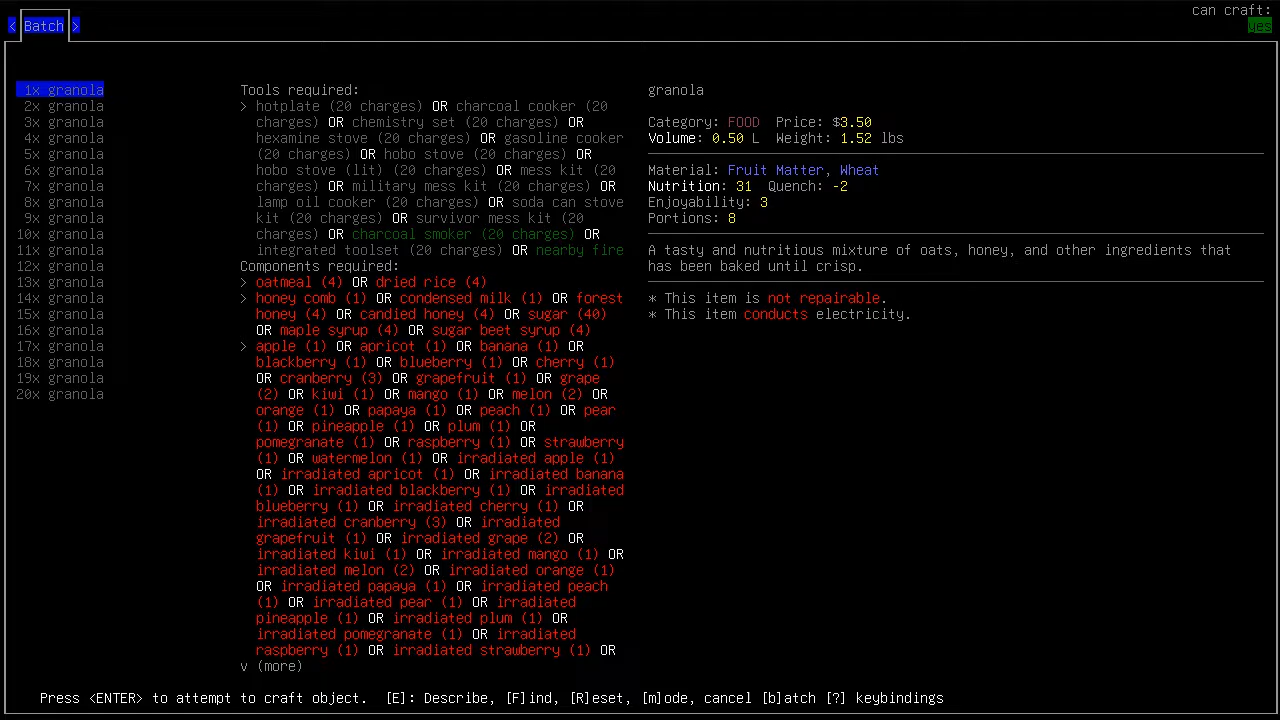 can craft:
< Batch >
yes
1x granola
2x granola
3x granola
4x granola
5x granola
6x granola
7x granola
8x granola
9x granola
10x granola
11x granola
12x granola
13x granola
14x granola
15x granola
16x granola
17x granola
18x granola
19x granola
20x granola
Tools required:
> hotplate (20 charges) OR charcoal cooker (20
charges) OR chemistry set (20 charges) OR
hexamine stove (20 charges) OR gasoline cooker
(20 charges) OR hobo stove (20 charges) OR
hobo stove (lit) (20 charges) OR mess kit (20
charges) OR military mess kit (20 charges) OR
lamp oil cooker (20 charges) OR soda can stove
kit (20 charges) OR survivor mess kit (20
charges) OR charcoal smoker (20 charges) OR
integrated toolset (20 charges) OR nearby fire
Components required:
> oatmeal (4) OR dried rice (4)
> honey comb (1) OR condensed milk (1) OR forest
honey (4) OR candied honey (4) OR sugar (40)
OR maple syrup (4) OR sugar beet syrup (4)
> apple (1) OR apricot (1) OR banana (1) OR
blackberry (1) OR blueberry (1) OR cherry (1)
OR cranberry (3) OR grapefruit (1) OR grape
(2) OR kiwi (1) OR mango (1) OR melon (2) OR
orange (1) OR papaya (1) OR peach (1) OR pear
(1) OR pineapple (1) OR plum (1) OR
pomegranate (1) OR raspberry (1) OR strawberry
(1) OR watermelon (1) OR irradiated apple (1)
OR irradiated apricot (1) OR irradiated banana
(1) OR irradiated blackberry (1) OR irradiated
blueberry (1) OR irradiated cherry (1) OR
irradiated cranberry (3) OR irradiated
grapefruit (1) OR irradiated grape (2) OR
irradiated kiwi (1) OR irradiated mango (1) OR
irradiated melon (2) OR irradiated orange (1)
OR irradiated papaya (1) OR irradiated peach
(1) OR irradiated pear (1) OR irradiated
pineapple (1) OR irradiated plum (1) OR
irradiated pomegranate (1) OR irradiated
raspberry (1) OR irradiated strawberry (1) OR
v (more)
granola
Category: FOOD Price: $3.50
Volume: 0.50 L Weight: 1.52 lbs
Material: Fruit Matter, Wheat
Nutrition: 31 Quench: -2
Enjoyability: 3
Portions: 8
A tasty and nutritious mixture of oats, honey, and other ingredients that
has been baked until crisp.
* This item is not repairable.
* This item conducts electricity.
Press <ENTER> to attempt to craft object. [E]: Describe, [F]ind, [R]eset, [m]ode, cancel [b]atch [?] keybindings